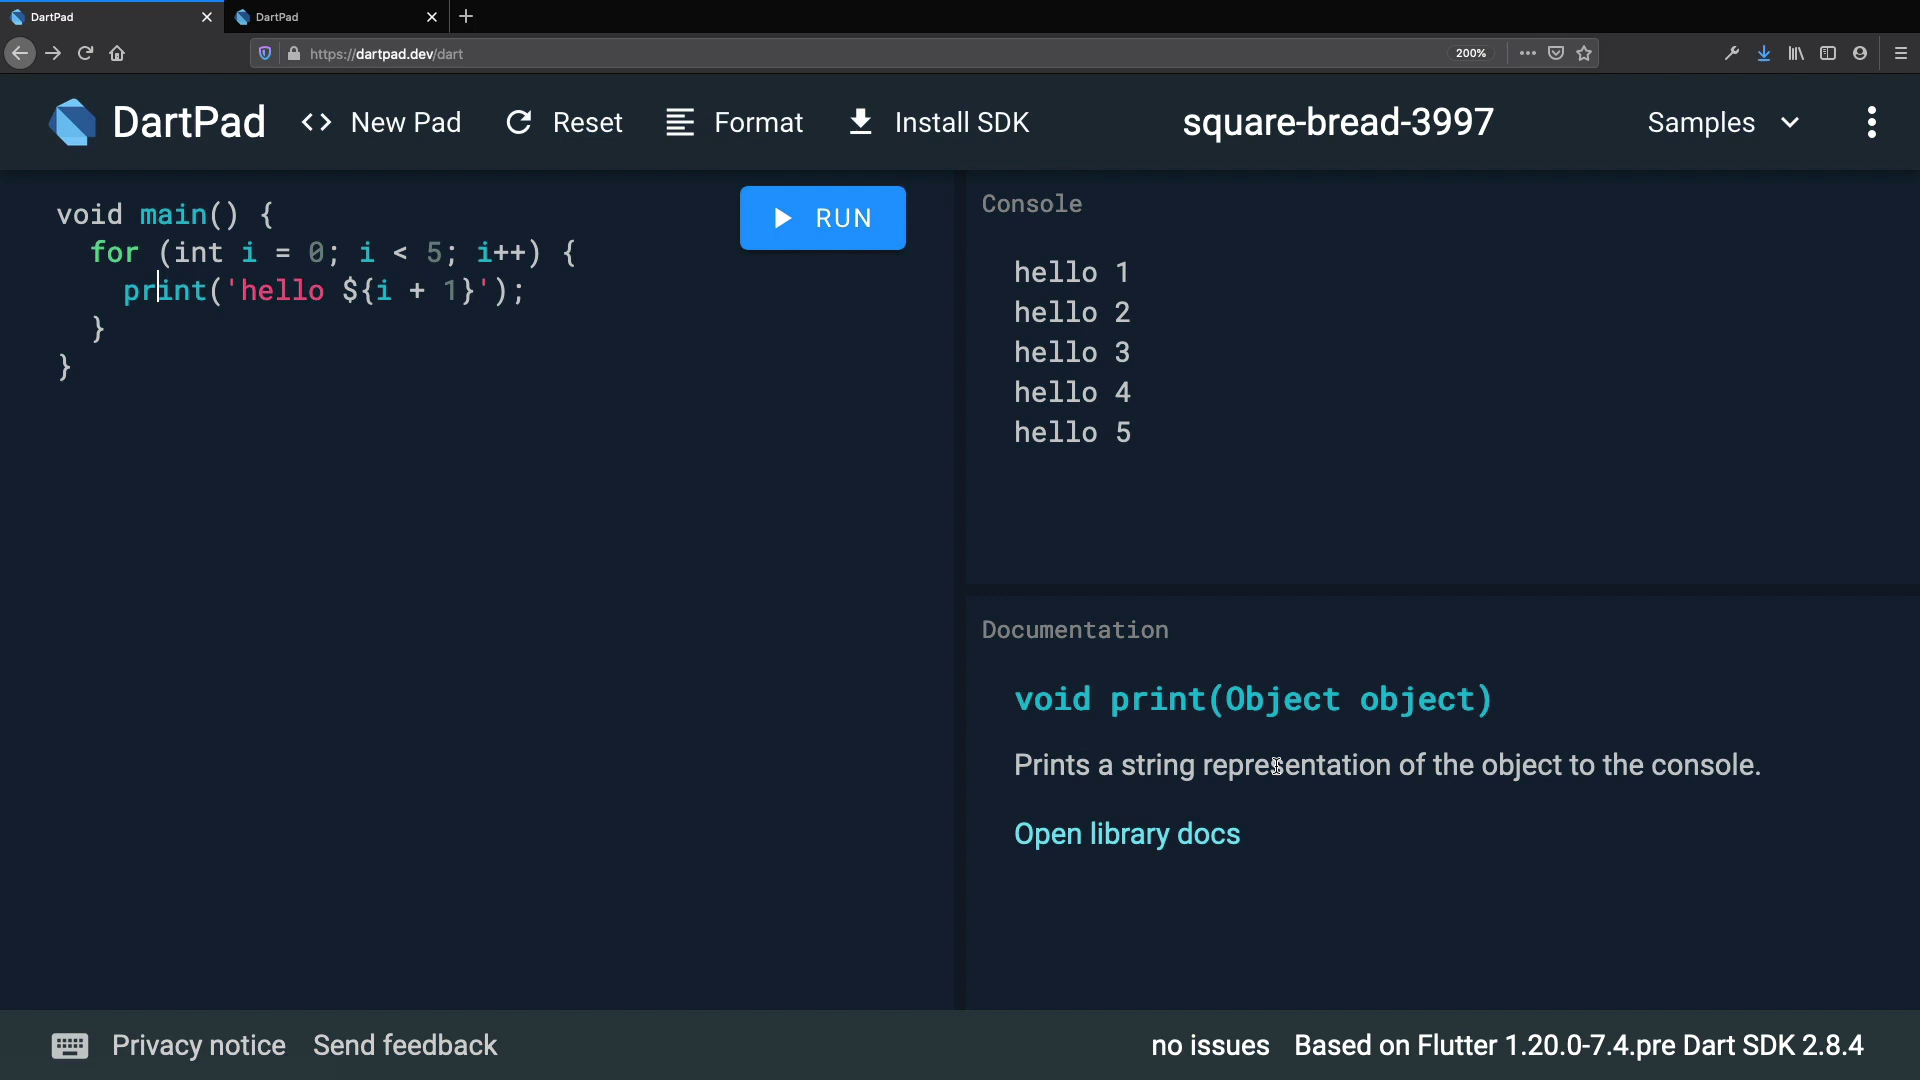 DartPad
DartPad
https://dartpad.dev/dart
200%
DartPad
New Pad
Reset
Format
Install SDK
square-bread-3997
Samples
void main() {
for (int i = 0; i < 5; i++) {
print('hello ${i + 1}');
}
}
RUN
Console
hello 1
hello 2
hello 3
hello 4
hello 5
Documentation
void print(Object object)
Prints a string representation of the object to the console.
Open library docs
Privacy notice
Send feedback
no issues
Based on Flutter 1.20.0-7.4.pre Dart SDK 2.8.4